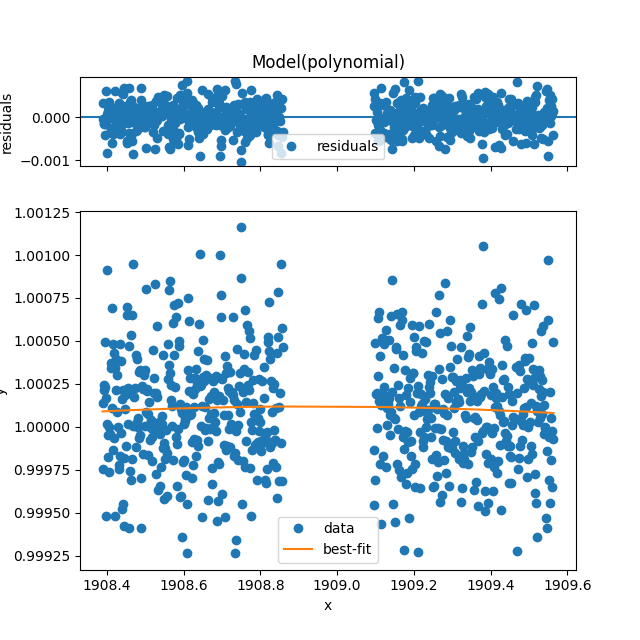 Model(polynomial)
residuals
0.000
−0.001
residuals
1.00125
1.00100
1.00075
1.00050
1.00025
1.00000
0.99975
0.99950
0.99925
y
data
best-fit
1908.4 1908.6 1908.8 1909.0 1909.2 1909.4 1909.6
x